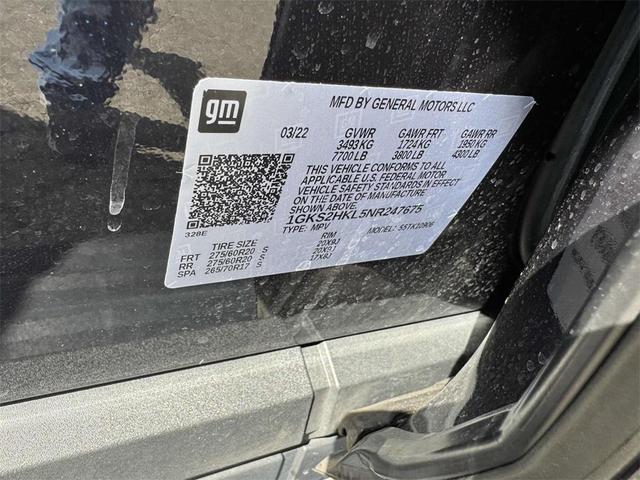 gm
MFD BY GENERAL MOTORS LLC
03/22 GVWR GAWR FRT GAWR RR
3493 KG 1724 KG 1950 KG
7700 LB 3800 LB 4300 LB
THIS VEHICLE CONFORMS TO ALL
APPLICABLE U.S. FEDERAL MOTOR
VEHICLE SAFETY STANDARDS IN EFFECT
ON THE DATE OF MANUFACTURE SHOWN ABOVE.
1GKS2HKL5NR247675
TYPE: MPV MODEL: 5STK10906
328E
TIRE SIZE RIM
FRT 275/60R20 S 20X9J
RR 275/60R20 S 20X9J
SPA 265/70R17 S 17X8J